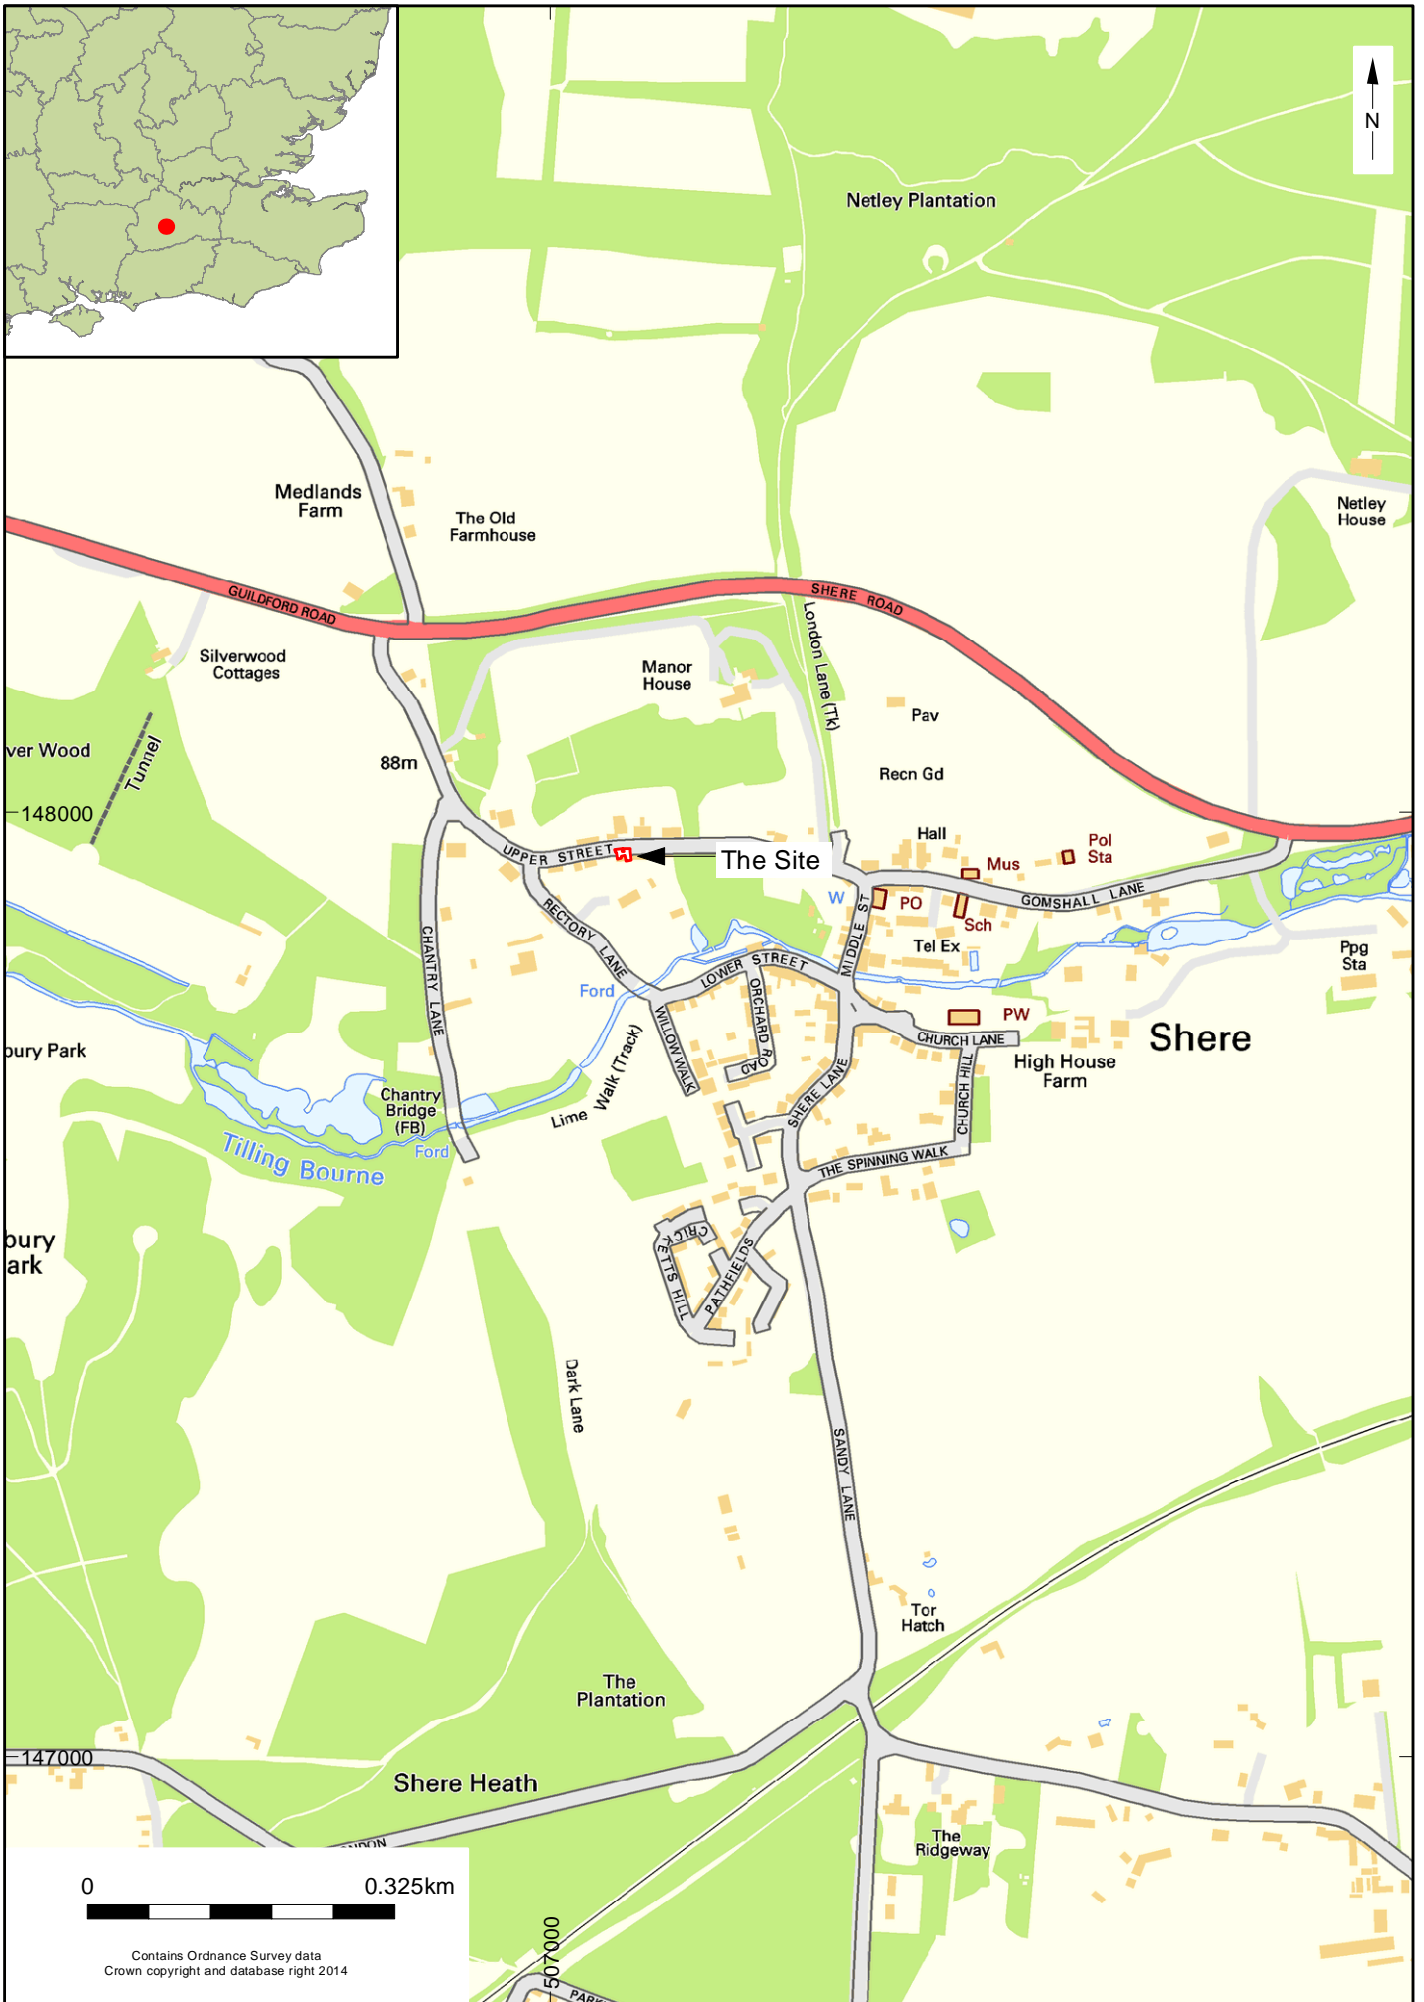 N
Netley Plantation
Medlands
Farm
The Old
Farmhouse
Netley
House
GUILDFORD ROAD
SHERE ROAD
London Lane (Tk)
Silverwood
Cottages
Manor
House
Pav
ver Wood
Tunnel
88m
Recn Gd
148000
Hall
Pol
Sta
UPPER STREET
The Site
Mus
W
PO
GOMSHALL LANE
Sch
RECTORY LANE
MIDDLE ST
Tel Ex
Ppg
Sta
CHANTRY LANE
LOWER STREET
Ford
ORCHARD ROAD
WILLOW WALK
PW
Shere
CHURCH LANE
bury Park
High House
Farm
Lime Walk (Track)
Chantry
Bridge
(FB)
SHERE LANE
CHURCH HILL
Ford
Tilling Bourne
THE SPINNING WALK
bury
ark
CRICKETTS HILL
PATHFIELDS
Dark Lane
SANDY LANE
Tor
Hatch
The
Plantation
147000
Shere Heath
ONDON
The
Ridgeway
0 0.325km
Contains Ordnance Survey data
Crown copyright and database right 2014
507000
PARK